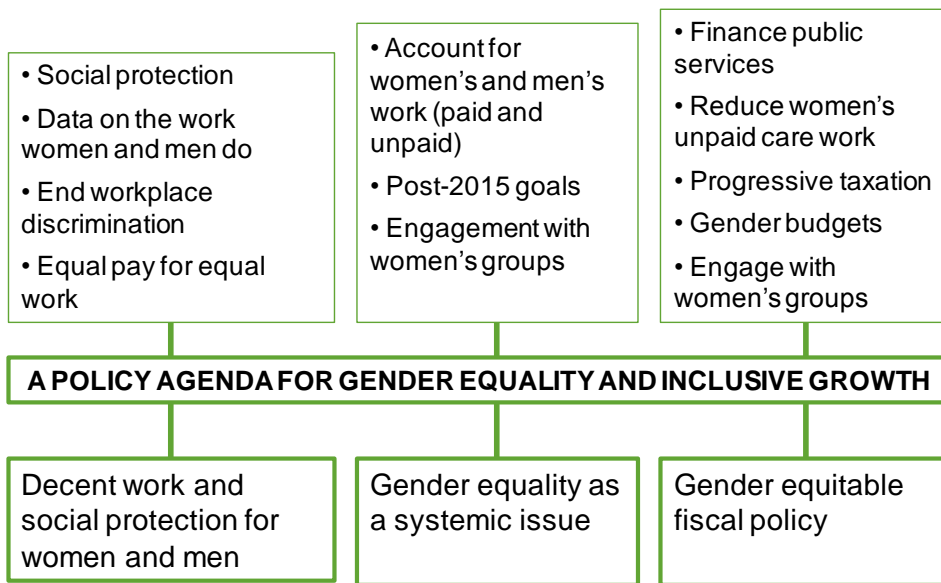 • Social protection
• Data on the work
women and men do
• End workplace
discrimination
• Equal pay for equal
work
• Account for
women's and men's
work (paid and
unpaid)
• Post-2015 goals
• Engagement with
women's groups
• Finance public
services
• Reduce women's
unpaid care work
• Progressive taxation
• Gender budgets
• Engage with
women's groups
A POLICY AGENDA FOR GENDER EQUALITY AND INCLUSIVE GROWTH
Decent work and
social protection for
women and men
Gender equality as
a systemic issue
Gender equitable
fiscal policy